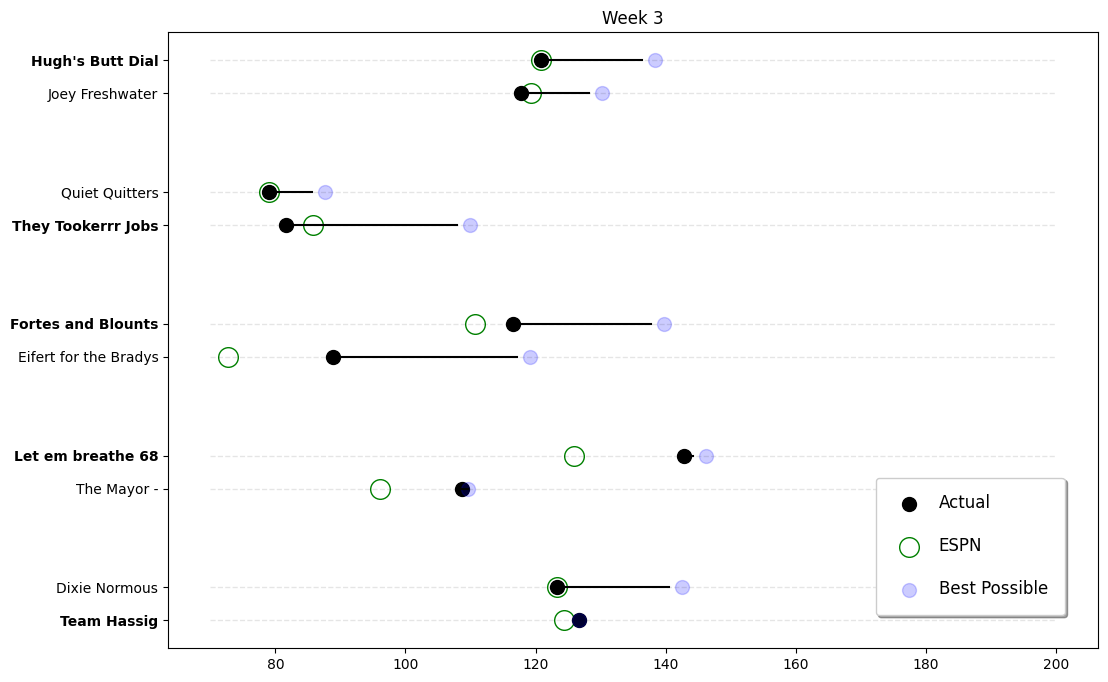 Week 3
Hugh's Butt Dial
Joey Freshwater
Quiet Quitters
They Tookerrr Jobs
Fortes and Blounts
Eifert for the Bradys
Let em breathe 68
The Mayor -
Dixie Normous
Team Hassig
Actual
ESPN
Best Possible
80 100 120 140 160 180 200